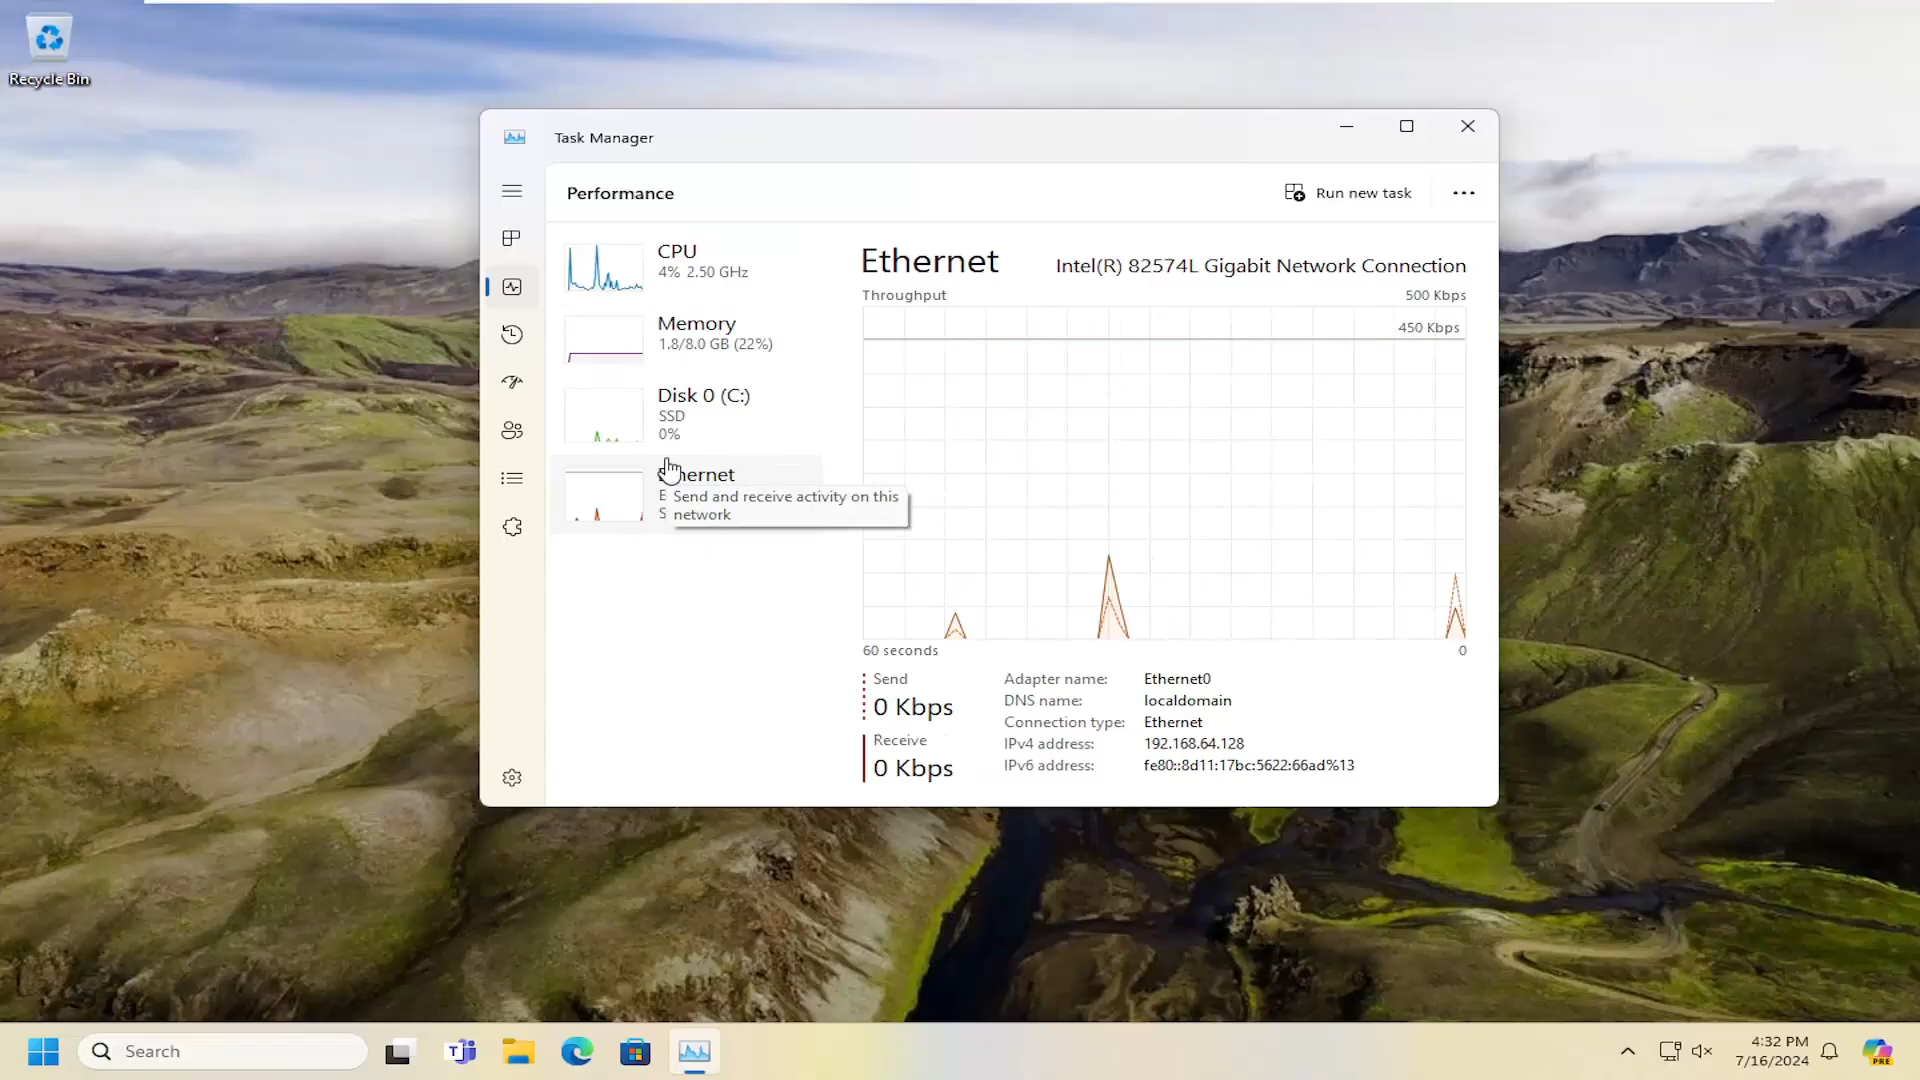 Recycle Bin
Task Manager
Performance
Run new task
CPU
4% 2.50 GHz
Memory
1.8/8.0 GB (22%)
Disk 0 (C:)
SSD
0%
hernet
E
S
Send and receive activity on this
network
Ethernet
Intel(R) 82574L Gigabit Network Connection
Throughput
500 Kbps
450 Kbps
60 seconds
0
Send
0 Kbps
Receive
0 Kbps
Adapter name: Ethernet0
DNS name: localdomain
Connection type: Ethernet
IPv4 address: 192.168.64.128
IPv6 address: fe80::8d11:17bc:5622:66ad%13
Search
4:32 PM
7/16/2024
PRE